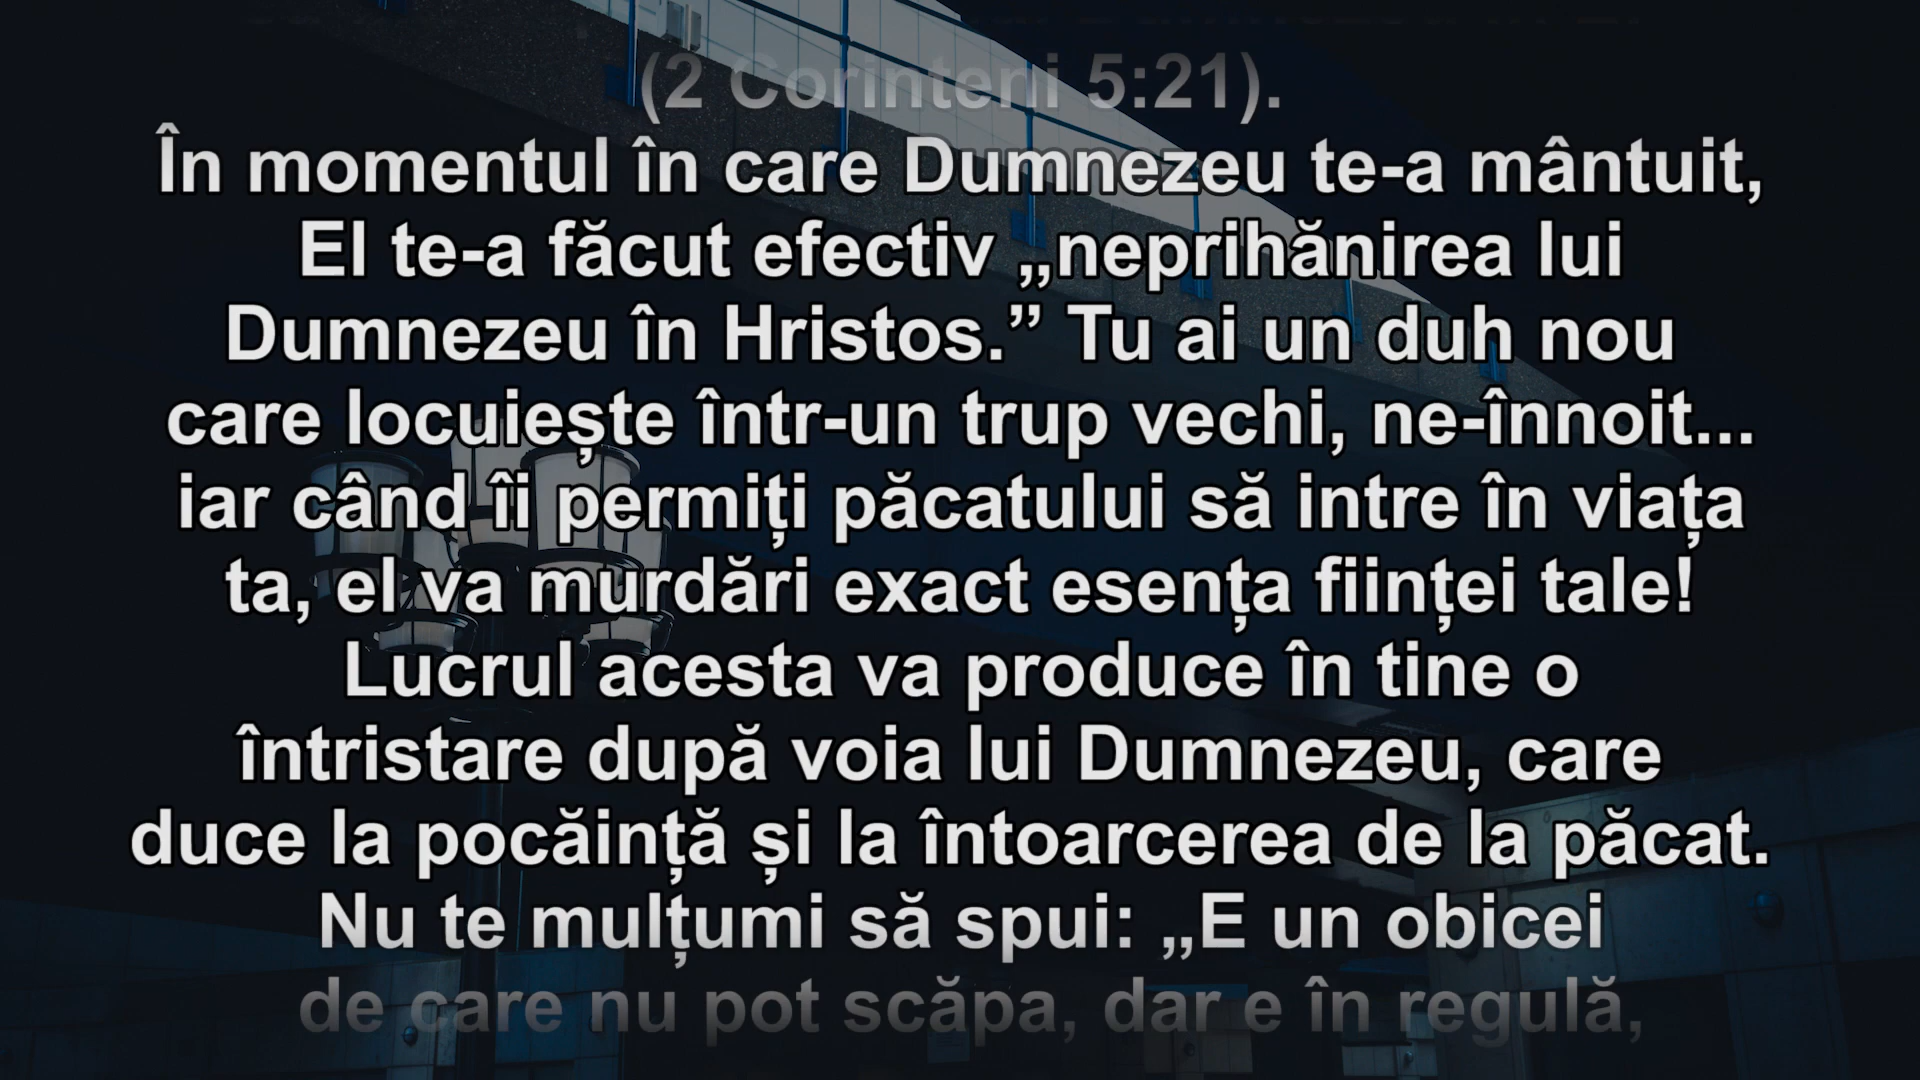 (2 Corinteni 5:21).
În momentul în care Dumnezeu te-a mântuit,
El te-a făcut efectiv „neprihănirea lui
Dumnezeu în Hristos.” Tu ai un duh nou
care locuiește într-un trup vechi, ne-înnoit...
iar când îi permiți păcatului să intre în viața
ta, el va murdări exact esența ființei tale!
Lucrul acesta va produce în tine o
întristare după voia lui Dumnezeu, care
duce la pocăință și la întoarcerea de la păcat.
Nu te mulțumi să spui: „E un obicei
de care nu pot scăpa, dar e în regulă,